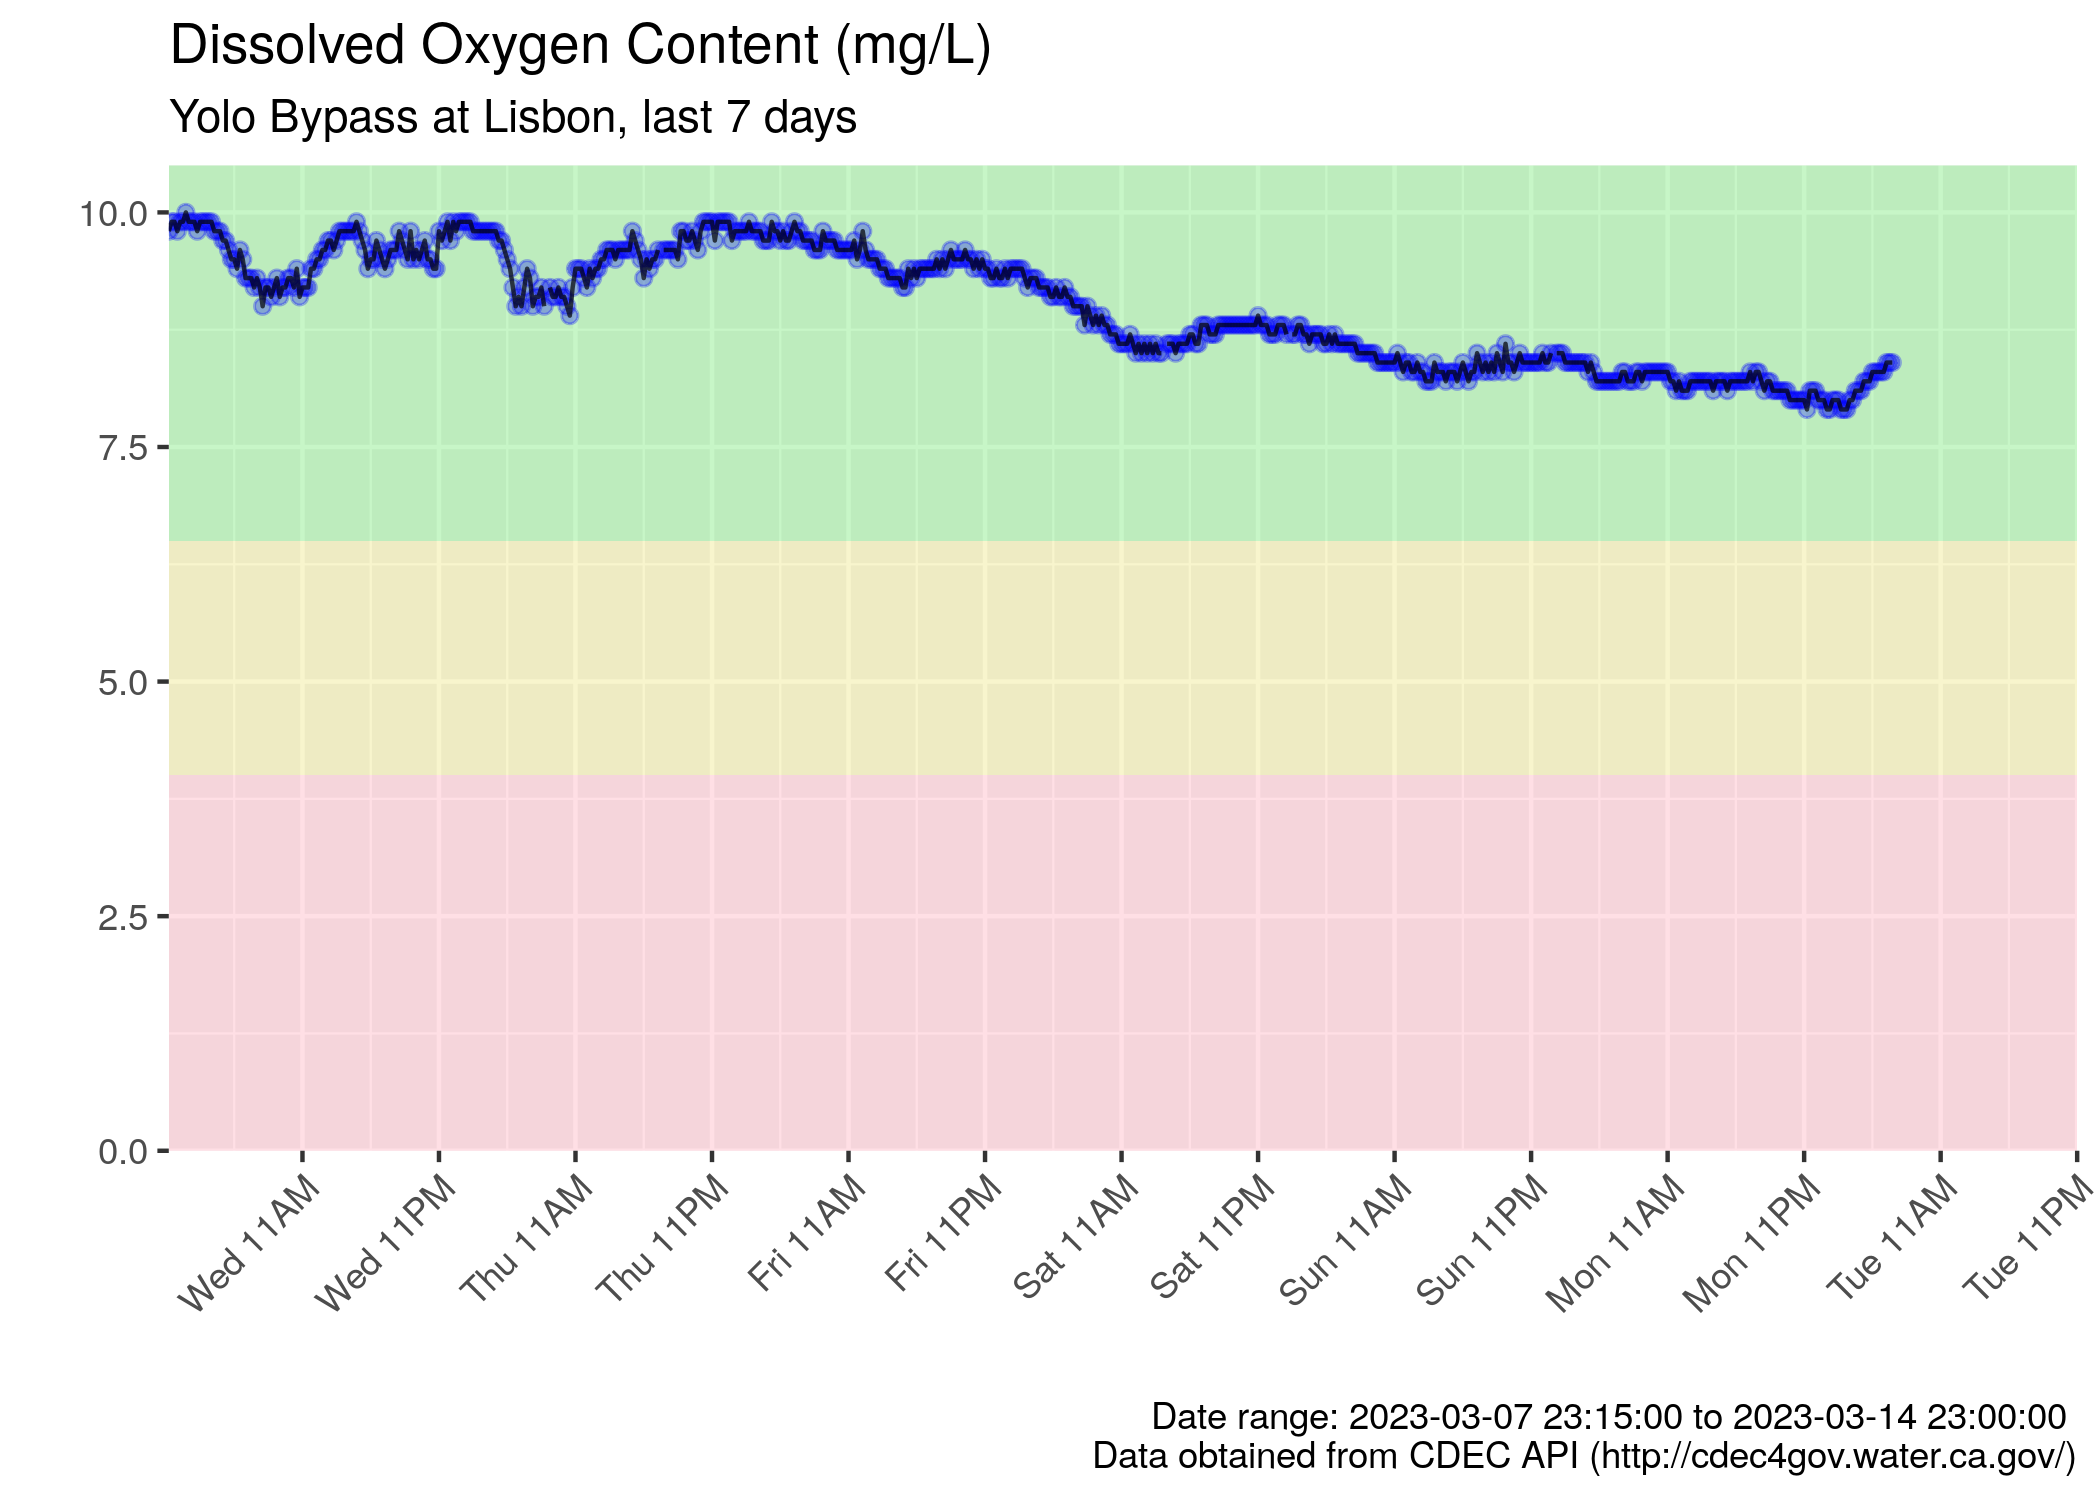 Dissolved Oxygen Content (mg/L)
Yolo Bypass at Lisbon, last 7 days
10.0
7.5
5.0
2.5
0.0
Wed 11AM
Wed 11PM
Thu 11AM
Thu 11PM
Fri 11AM
Fri 11PM
Sat 11AM
Sat 11PM
Sun 11AM
Sun 11PM
Mon 11AM
Mon 11PM
Tue 11AM
Tue 11PM
Date range: 2023-03-07 23:15:00 to 2023-03-14 23:00:00
Data obtained from CDEC API (http://cdec4gov.water.ca.gov/)